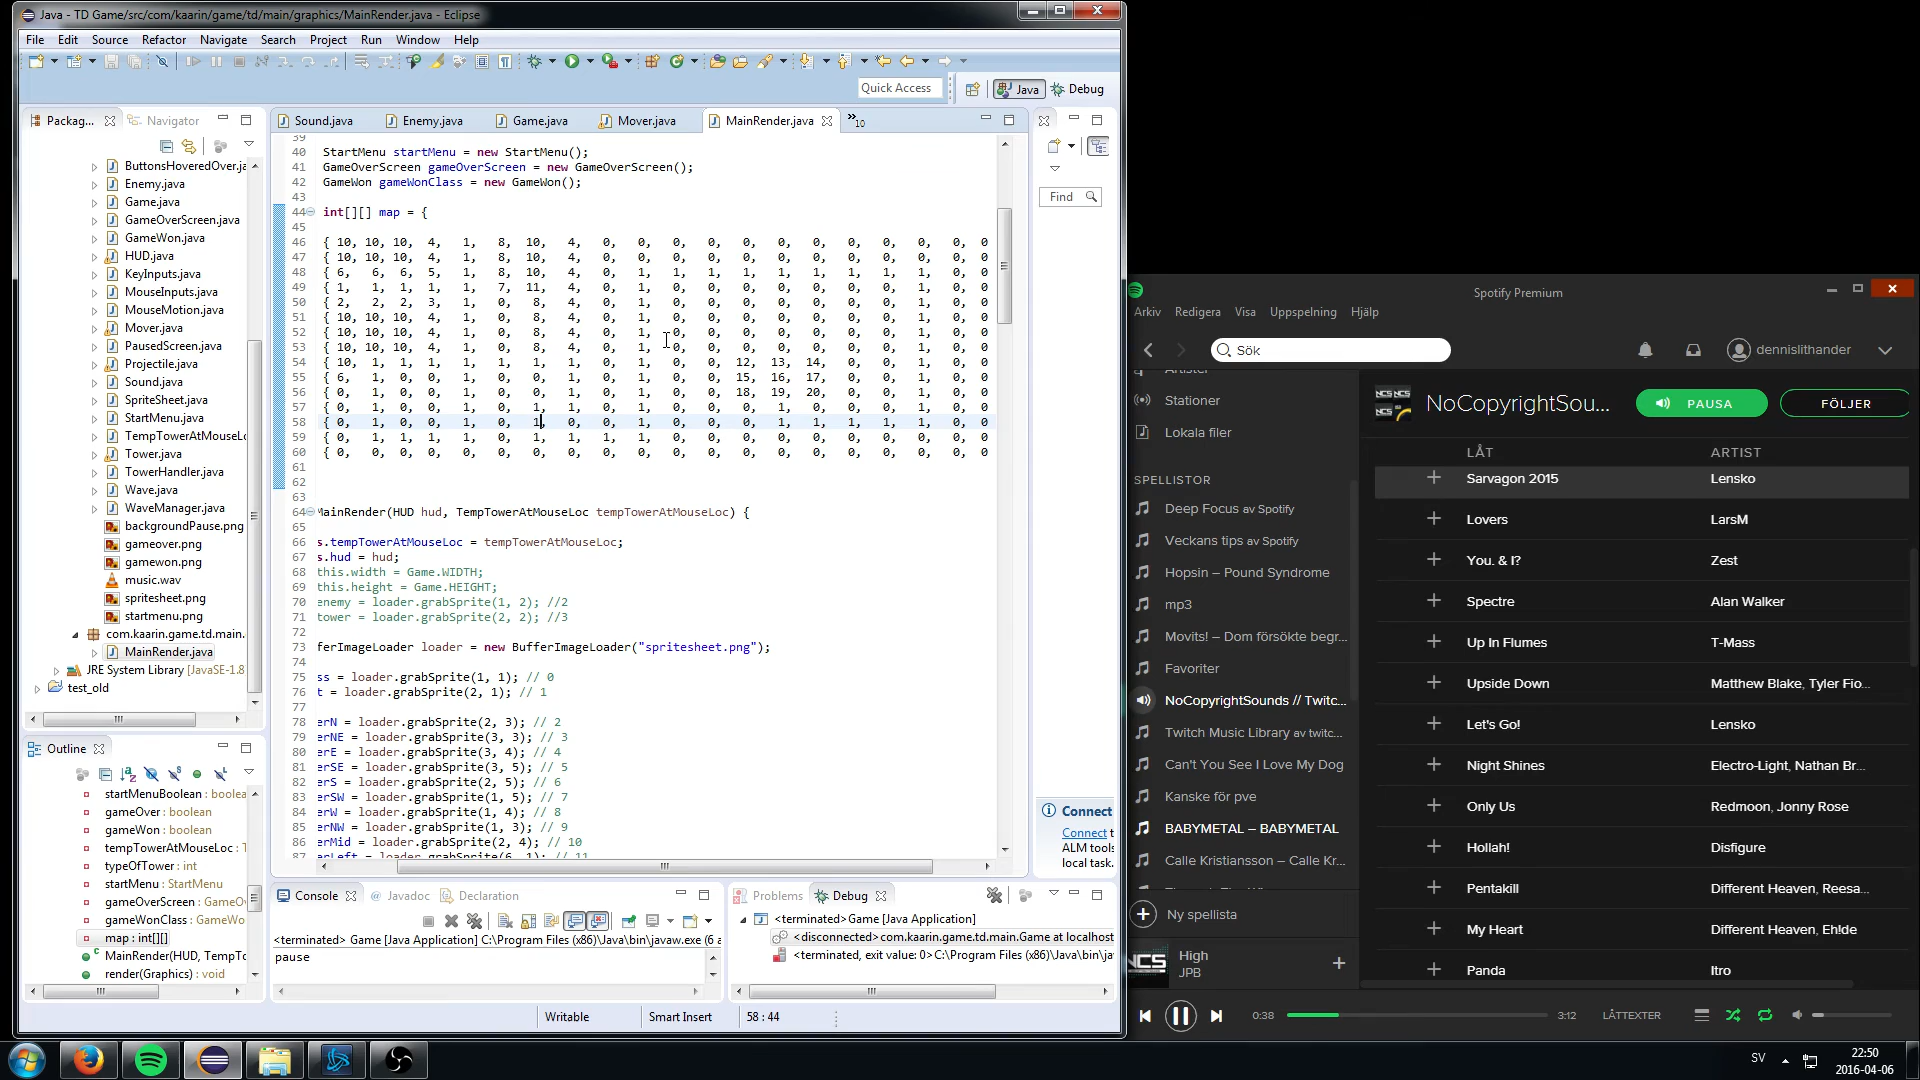 Java - TD Game/src/com/kaarin/game/td/main/graphics/MainRender.java - Eclipse
File Edit Source Refactor Navigate Search Project Run Window Help
Quick Access
Java
Debug
Packag...
Navigator
ButtonsHoveredOver.ja
Enemy.java
Game.java
GameOverScreen.java
GameWon.java
HUD.java
KeyInputs.java
MouseInputs.java
MouseMotion.java
Mover.java
PausedScreen.java
Projectile.java
Sound.java
SpriteSheet.java
StartMenu.java
TempTowerAtMouseLc
Tower.java
TowerHandler.java
Wave.java
WaveManager.java
backgroundPause.png
gameover.png
gamewon.png
music.wav
spritesheet.png
startmenu.png
com.kaarin.game.td.main.
MainRender.java
JRE System Library [JavaSE-1.8
test_old
Outline
startMenuBoolean : boolea
gameOver : boolean
gameWon : boolean
tempTowerAtMouseLoc : T
typeOfTower : int
startMenu : StartMenu
gameOverScreen : GameOv
gameWonClass : GameWo
map : int[][]
MainRender(HUD, TempTo
render(Graphics) : void
Sound.java Enemy.java Game.java Mover.java MainRender.java 10
39
40 StartMenu startMenu = new StartMenu();
41 GameOverScreen gameOverScreen = new GameOverScreen();
42 GameWon gameWonClass = new GameWon();
43
44 int[][] map = {
45
46 { 10, 10, 10, 4, 1, 8, 10, 4, 0, 0, 0, 0, 0, 0, 0, 0, 0, 0, 0
47 { 10, 10, 10, 4, 1, 8, 10, 4, 0, 0, 0, 0, 0, 0, 0, 0, 0, 0, 0
48 { 6, 6, 6, 5, 1, 8, 10, 4, 0, 1, 1, 1, 1, 1, 1, 1, 1, 0, 0
49 { 1, 1, 1, 1, 1, 7, 11, 4, 0, 1, 0, 0, 0, 0, 0, 0, 1, 0, 0
50 { 2, 2, 2, 3, 1, 0, 8, 4, 0, 1, 0, 0, 0, 0, 0, 0, 1, 0, 0
51 { 10, 10, 10, 4, 1, 0, 8, 4, 0, 1, 0, 0, 0, 0, 0, 0, 1, 0, 0
52 { 10, 10, 10, 4, 1, 0, 8, 4, 0, 1, 0, 0, 0, 0, 0, 0, 1, 0, 0
53 { 10, 10, 10, 4, 1, 0, 8, 4, 0, 1, 0, 0, 0, 0, 0, 0, 1, 0, 0
54 { 10, 1, 1, 1, 1, 1, 1, 1, 0, 1, 0, 0, 12, 13, 14, 0, 1, 0, 0
55 { 6, 1, 0, 0, 1, 0, 0, 1, 0, 1, 0, 0, 15, 16, 17, 0, 1, 0, 0
56 { 0, 1, 0, 0, 1, 0, 0, 1, 0, 1, 0, 0, 18, 19, 20, 0, 1, 0, 0
57 { 0, 1, 0, 0, 1, 0, 1, 1, 0, 1, 0, 0, 0, 1, 0, 0, 1, 0, 0
58 { 0, 1, 0, 0, 1, 0, 1, 0, 0, 1, 0, 0, 0, 1, 1, 1, 1, 0, 0
59 { 0, 1, 1, 1, 1, 0, 1, 1, 1, 1, 0, 0, 0, 0, 0, 0, 0, 0, 0
60 { 0, 0, 0, 0, 0, 0, 0, 0, 0, 0, 0, 0, 0, 0, 0, 0, 0, 0, 0
61
62
63
64 MainRender(HUD hud, TempTowerAtMouseLoc tempTowerAtMouseLoc) {
65
66 s.tempTowerAtMouseLoc = tempTowerAtMouseLoc;
67 s.hud = hud;
68 this.width = Game.WIDTH;
69 this.height = Game.HEIGHT;
70 enemy = loader.grabSprite(1, 2); //2
71 tower = loader.grabSprite(2, 2); //3
72
73 ferImageLoader loader = new BufferImageLoader("spritesheet.png");
74
75 ss = loader.grabSprite(1, 1); // 0
76 t = loader.grabSprite(2, 1); // 1
77
78 erN = loader.grabSprite(2, 3); // 2
79 erNE = loader.grabSprite(3, 3); // 3
80 erE = loader.grabSprite(3, 4); // 4
81 erSE = loader.grabSprite(3, 5); // 5
82 erS = loader.grabSprite(2, 5); // 6
83 erSW = loader.grabSprite(1, 5); // 7
84 erW = loader.grabSprite(1, 4); // 8
85 erNW = loader.grabSprite(1, 3); // 9
86 erMid = loader.grabSprite(2, 4); // 10
87 erLeft = loader.grabSprite(6, 1); // 11
Find
Connect
Connect t
ALM tools
local task.
Console Javadoc Declaration
<terminated> Game [Java Application] C:\Program Files (x86)\Java\bin\javaw.exe (6 a
pause
Problems Debug
<terminated>Game [Java Application]
<disconnected>com.kaarin.game.td.main.Game at localhost
<terminated, exit value: 0>C:\Program Files (x86)\Java\bin\jav
Writable Smart Insert 58 : 44
Spotify Premium
Arkiv Redigera Visa Uppspelning Hjälp
Sök
dennislithander
Artister
Stationer
Lokala filer
SPELLISTOR
Deep Focus av Spotify
Veckans tips av Spotify
Hopsin – Pound Syndrome
mp3
Movits! – Dom försökte begr...
Favoriter
NoCopyrightSounds // Twitc...
Twitch Music Library av twitc...
Can't You See I Love My Dog
Kanske för pve
BABYMETAL – BABYMETAL
Calle Kristiansson – Calle Kr...
Ny spellista
NCS
High
JPB
NCS NCS
NCS
NoCopyrightSou...
PAUSA
FÖLJER
LÅT ARTIST
Sarvagon 2015 Lensko
Lovers LarsM
You. & I? Zest
Spectre Alan Walker
Up In Flumes T-Mass
Upside Down Matthew Blake, Tyler Fio...
Let's Go! Lensko
Night Shines Electro-Light, Nathan Br...
Only Us Redmoon, Jonny Rose
Hollah! Disfigure
Pentakill Different Heaven, Reesa...
My Heart Different Heaven, Eh!de
Panda Itro
0:38 3:12 LÅTTEXTER
SV
22:50
2016-04-06